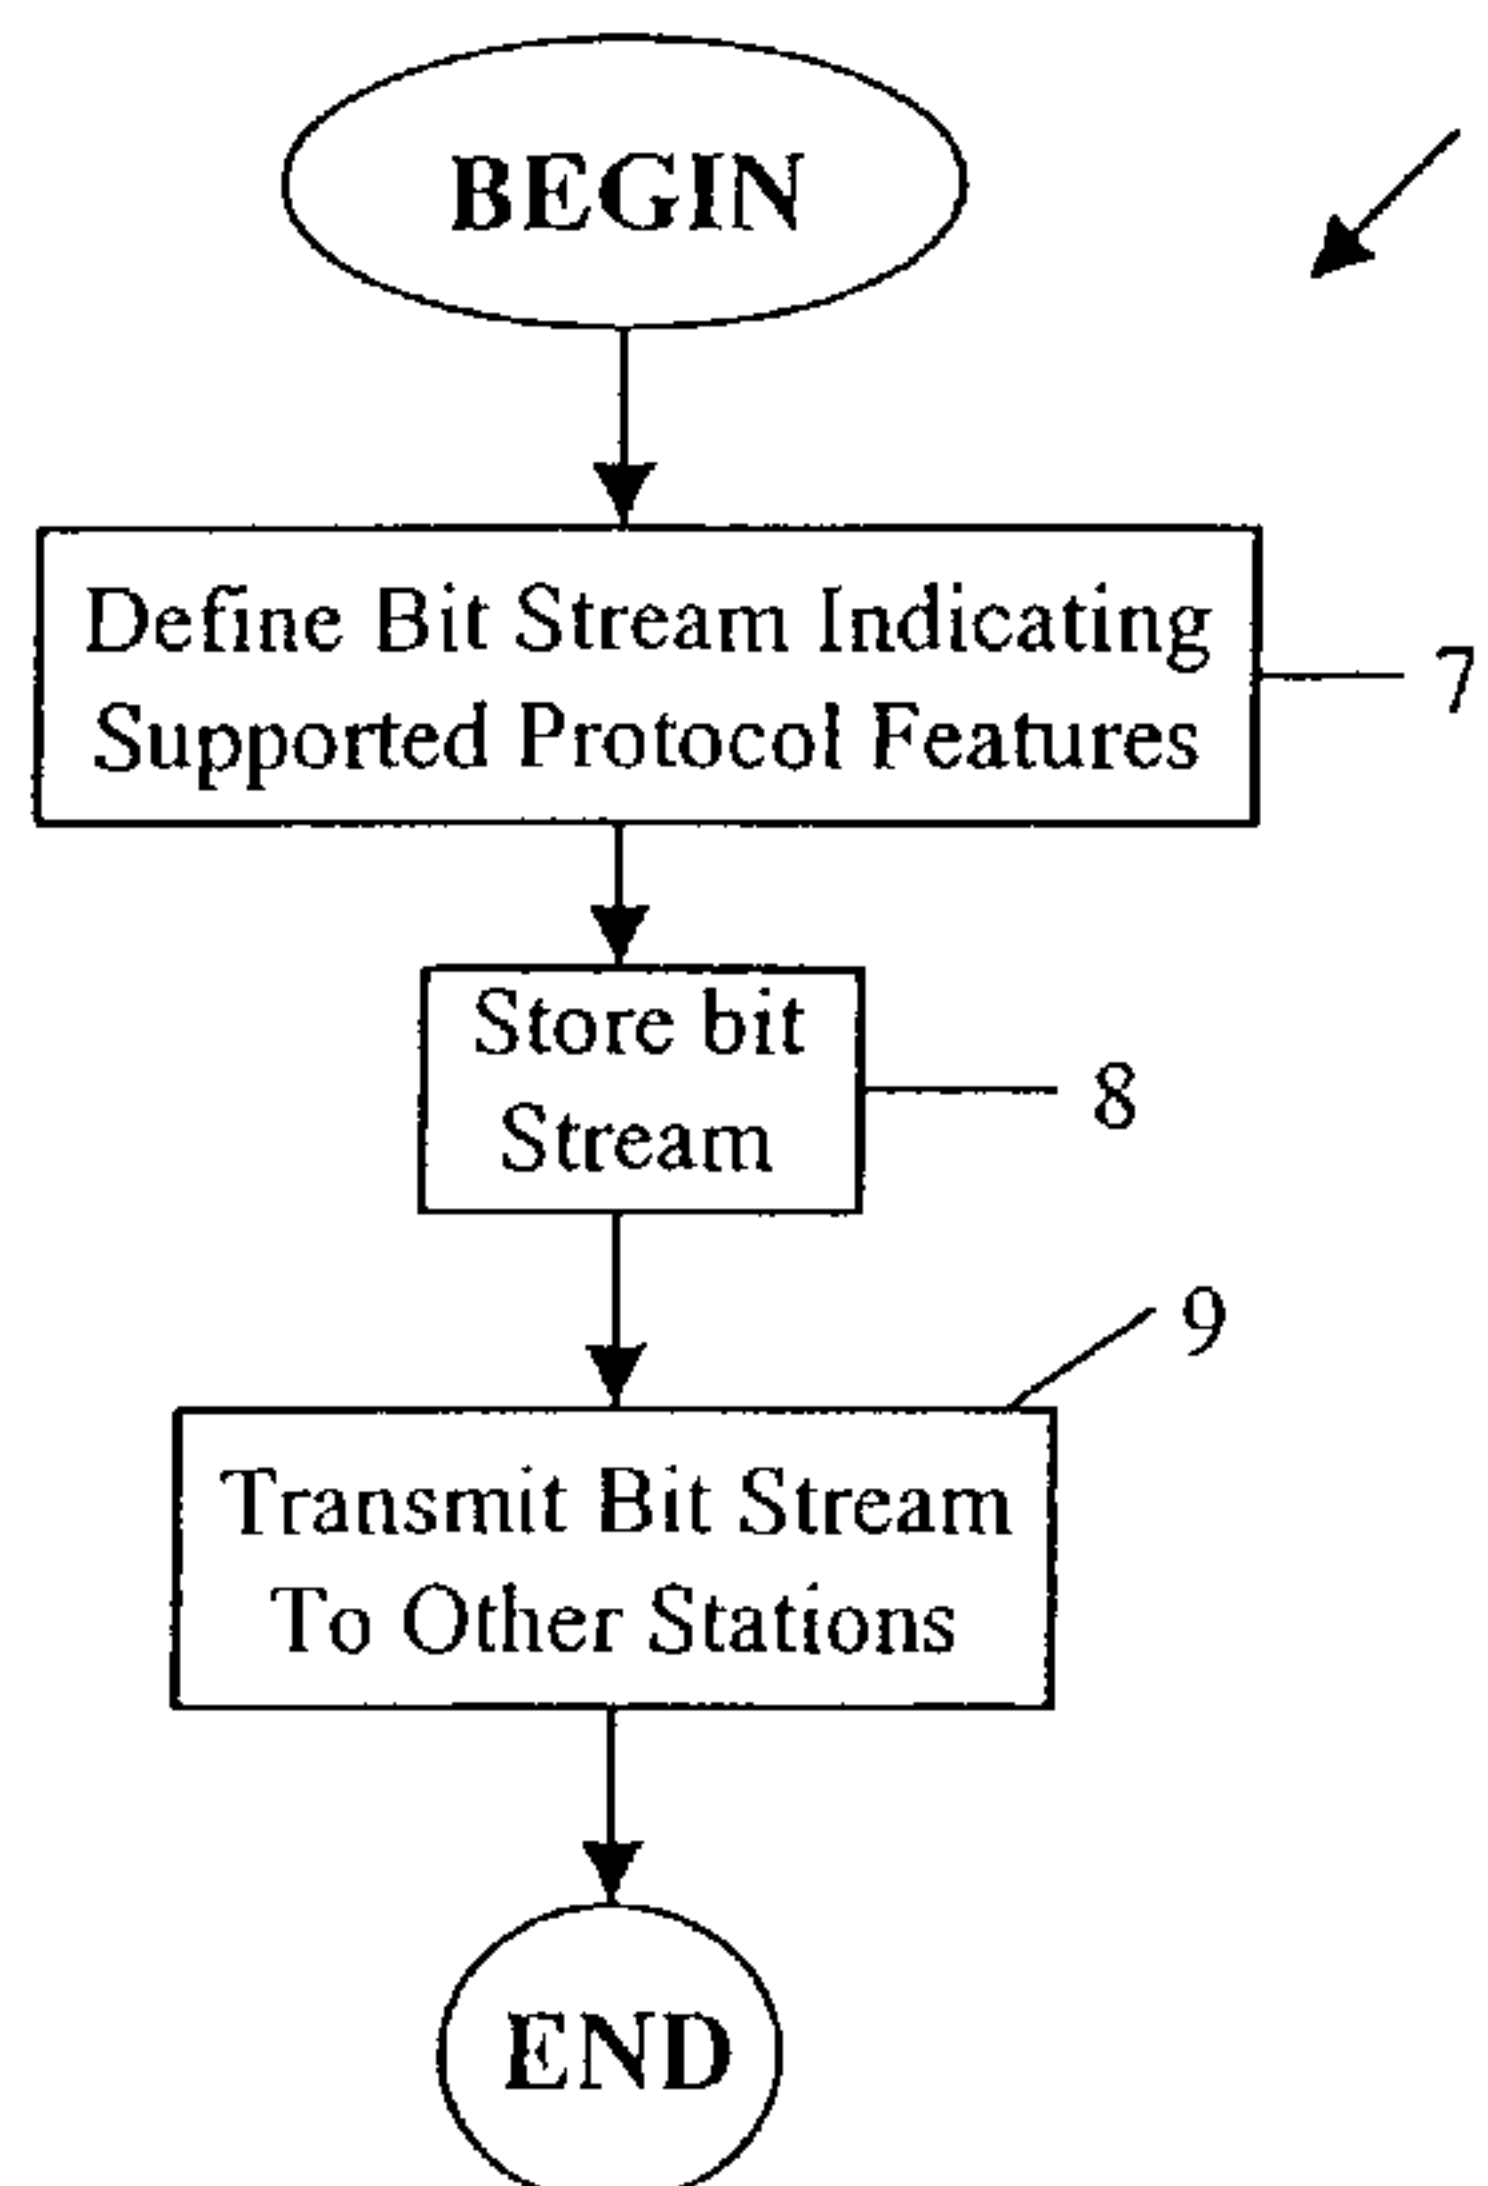 BEGIN
Define Bit Stream Indicating
Supported Protocol Features
7
Store bit
Stream
8
9
Transmit Bit Stream
To Other Stations
END